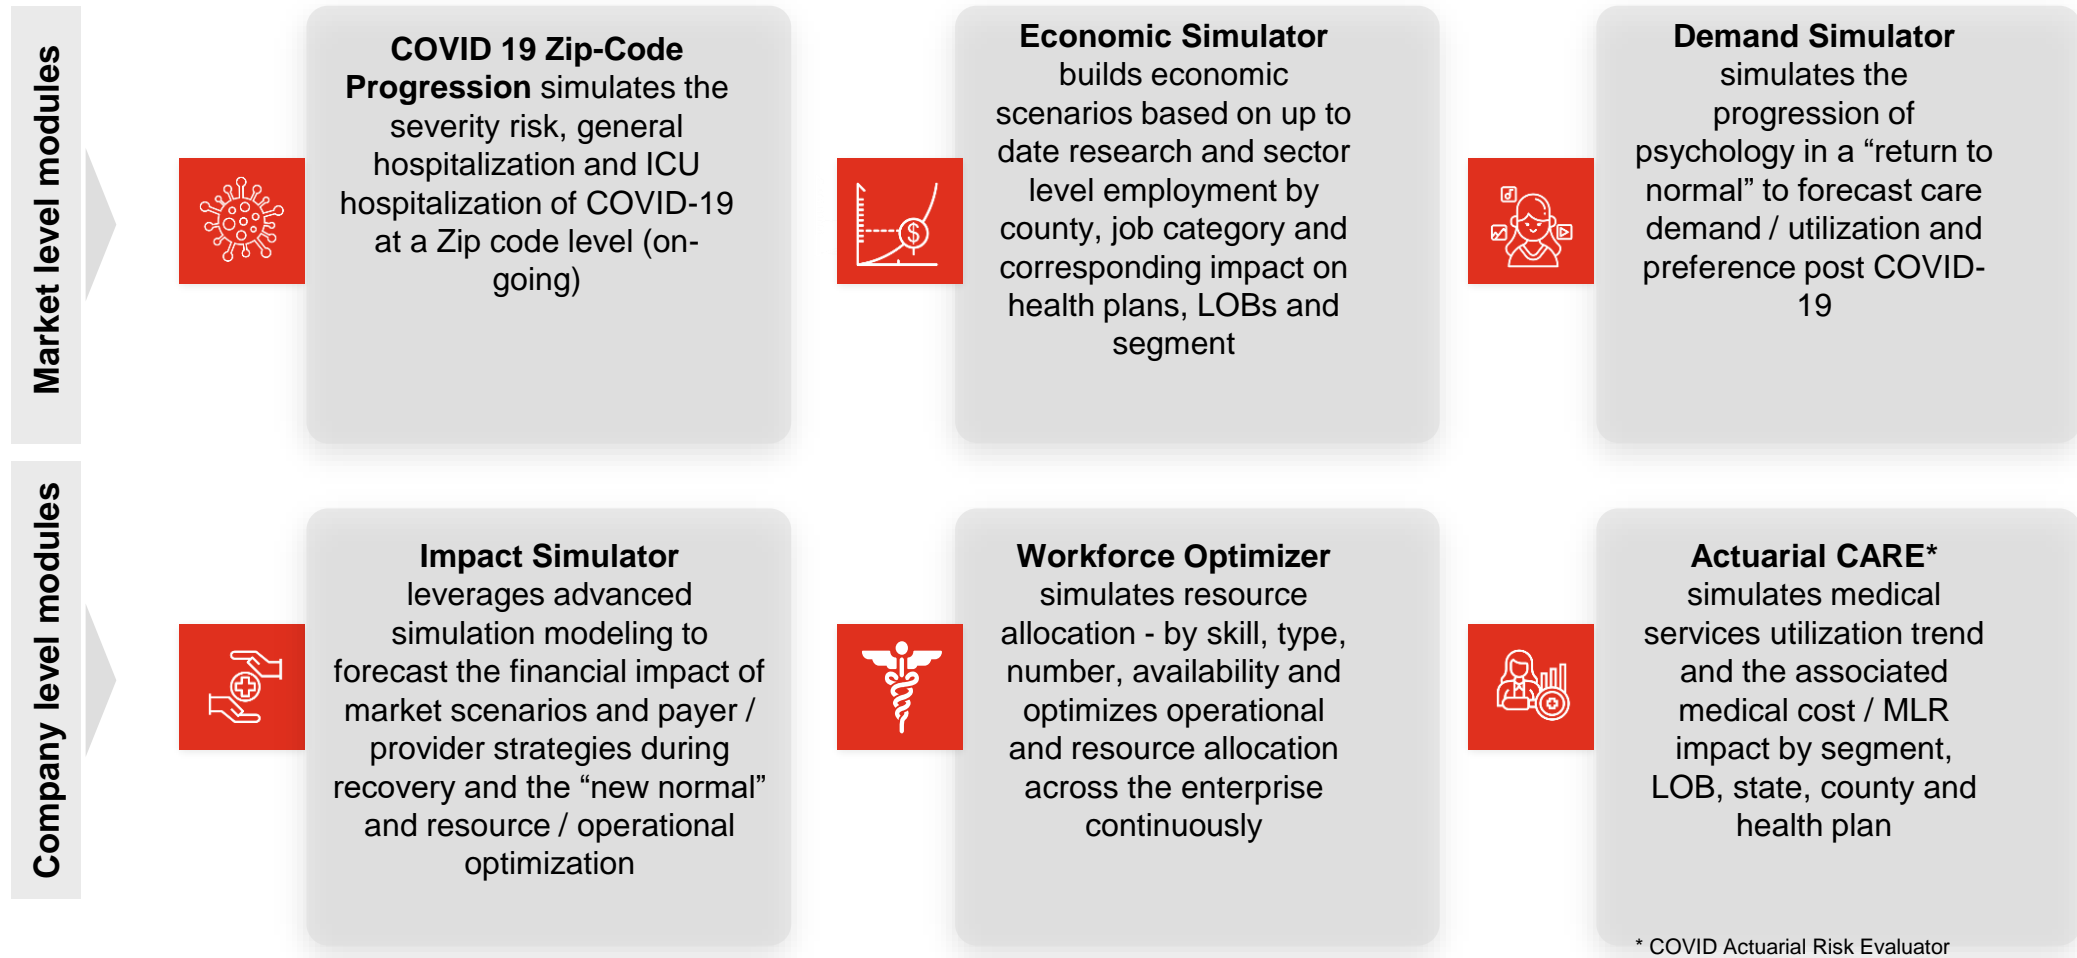 Market level modules
COVID 19 Zip-Code
Progression simulates the
severity risk, general
hospitalization and ICU
hospitalization of COVID-19
at a Zip code level (on-
going)
Economic Simulator
builds economic
scenarios based on up to
date research and sector
level employment by
county, job category and
corresponding impact on
health plans, LOBs and
segment
Demand Simulator
simulates the
progression of
psychology in a “return to
normal” to forecast care
demand / utilization and
preference post COVID-
19
Company level modules
Impact Simulator
leverages advanced
simulation modeling to
forecast the financial impact of
market scenarios and payer /
provider strategies during
recovery and the “new normal”
and resource / operational
optimization
Workforce Optimizer
simulates resource
allocation - by skill, type,
number, availability and
optimizes operational
and resource allocation
across the enterprise
continuously
Actuarial CARE*
simulates medical
services utilization trend
and the associated
medical cost / MLR
impact by segment,
LOB, state, county and
health plan
* COVID Actuarial Risk Evaluator